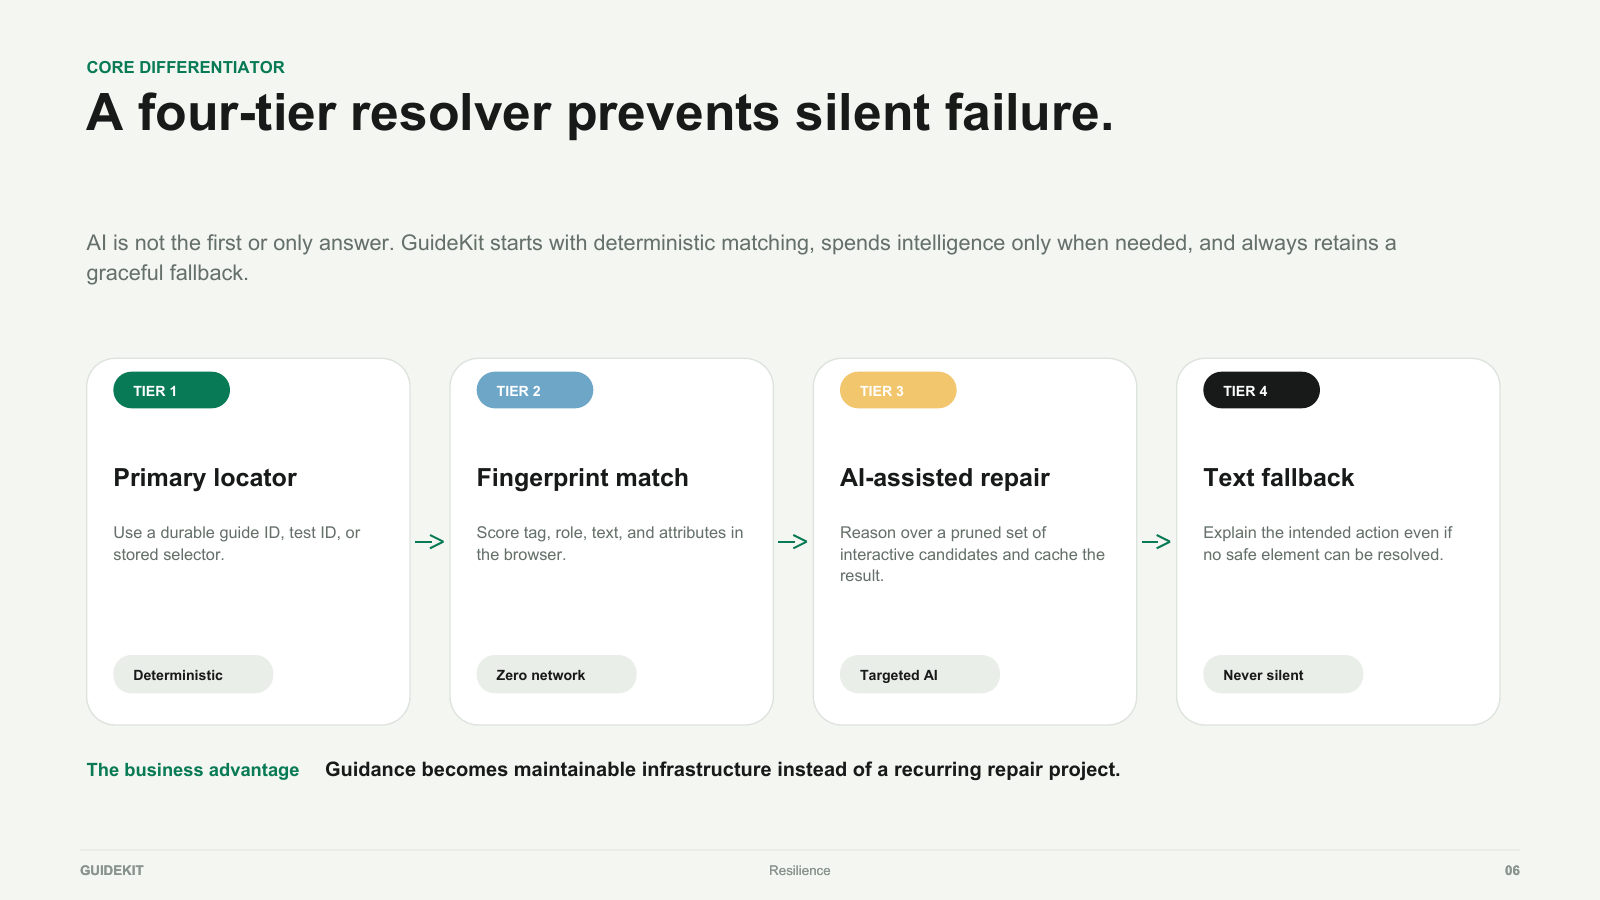 CORE DIFFERENTIATOR
A four-tier resolver prevents silent failure.
AI is not the first or only answer. GuideKit starts with deterministic matching, spends intelligence only when needed, and always retains a
graceful fallback.
TIER 1
Primary locator
Use a durable guide ID, test ID, or
stored selector.
Deterministic
TIER 2
Fingerprint match
Score tag, role, text, and attributes in
the browser.
Zero network
TIER 3
AI-assisted repair
Reason over a pruned set of
interactive candidates and cache the
result.
Targeted AI
TIER 4
Text fallback
Explain the intended action even if
no safe element can be resolved.
Never silent
The business advantage Guidance becomes maintainable infrastructure instead of a recurring repair project.
GUIDEKIT Resilience 06